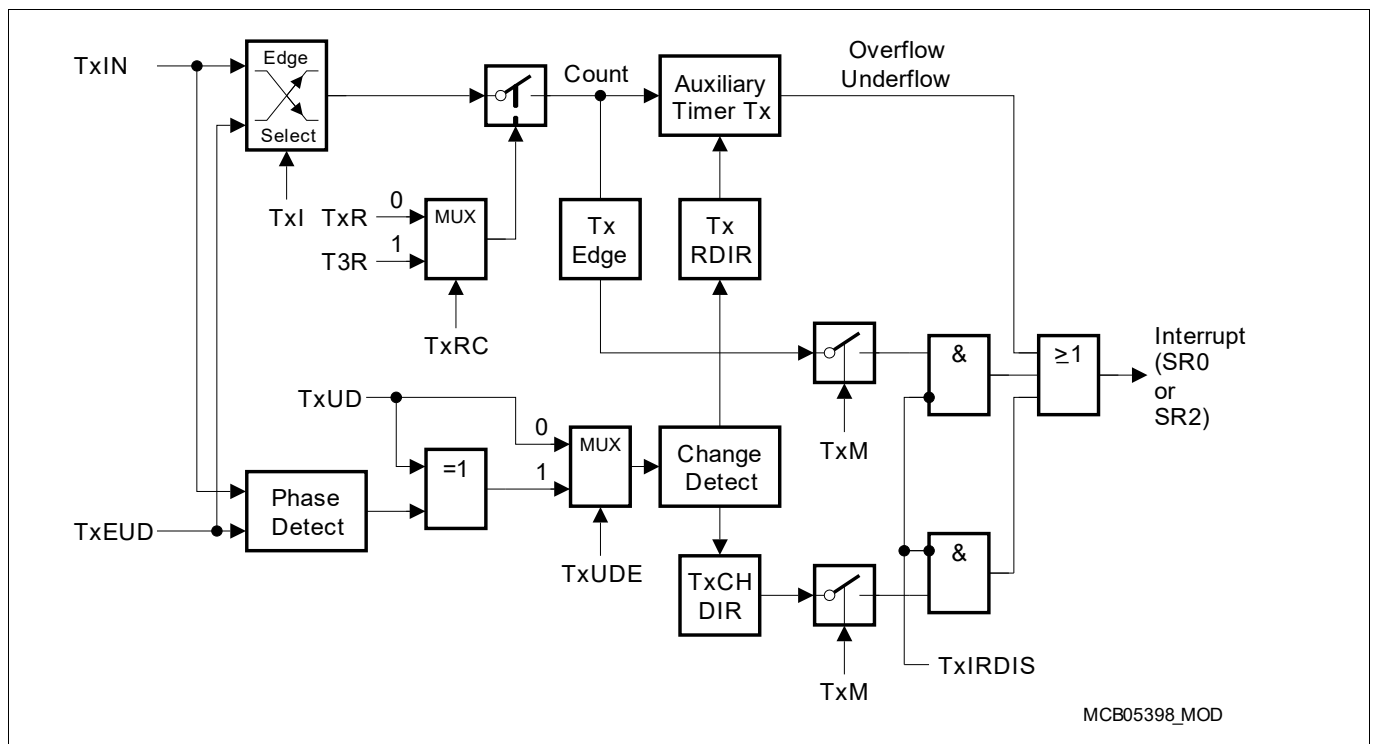 TxIN
Edge
Select
Count
Auxiliary
Timer Tx
Overflow
Underflow
TxI
TxR
0
T3R
1
MUX
TxRC
Tx
Edge
Tx
RDIR
TxM
&
≥1
Interrupt
(SR0
or
SR2)
TxUD
0
1
MUX
=1
Change
Detect
Phase
Detect
TxEUD
TxUDE
TxCH
DIR
TxM
&
TxIRDIS
MCB05398_MOD